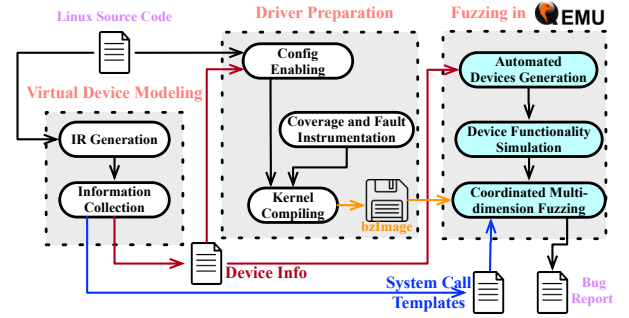 Linux Source Code
Driver Preparation
Fuzzing in QEMU
Config
Enabling
Automated
Devices Generation
Virtual Device Modeling
IR Generation
Coverage and Fault
Instrumentation
Device Functionality
Simulation
Information
Collection
Kernel
Compiling
bzImage
Coordinated Multi-
dimension Fuzzing
Device Info
System Call
Templates
Bug
Report